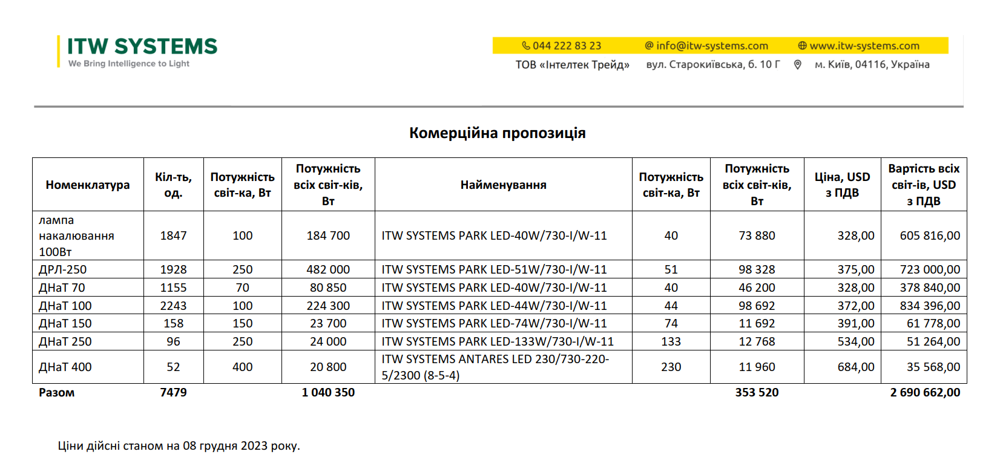 ITW SYSTEMS
We Bring Intelligence to Light
044 222 83 23 @ info@itw-systems.com www.itw-systems.com
ТОВ «Інтелтек Трейд» вул. Старокиївська, б. 10 Г м. Київ, 04116, Україна
Комерційна пропозиція
Номенклатура Кіл-ть, од. Потужність світ-ка, Вт Потужність всіх світ-ків, Вт Найменування Потужність світ-ка, Вт Потужність всіх світ-ків, Вт Ціна, USD з ПДВ Вартість всіх світ-ів, USD з ПДВ
лампа накалювання 100Вт 1847 100 184 700 ITW SYSTEMS PARK LED-40W/730-I/W-11 40 73 880 328,00 605 816,00
ДРЛ-250 1928 250 482 000 ITW SYSTEMS PARK LED-51W/730-I/W-11 51 98 328 375,00 723 000,00
ДНаТ 70 1155 70 80 850 ITW SYSTEMS PARK LED-40W/730-I/W-11 40 46 200 328,00 378 840,00
ДНаТ 100 2243 100 224 300 ITW SYSTEMS PARK LED-44W/730-I/W-11 44 98 692 372,00 834 396,00
ДНаТ 150 158 150 23 700 ITW SYSTEMS PARK LED-74W/730-I/W-11 74 11 692 391,00 61 778,00
ДНаТ 250 96 250 24 000 ITW SYSTEMS PARK LED-133W/730-I/W-11 133 12 768 534,00 51 264,00
ДНаТ 400 52 400 20 800 ITW SYSTEMS ANTARES LED 230/730-220-5/2300 (8-5-4) 230 11 960 684,00 35 568,00
Разом 7479 1 040 350 353 520 2 690 662,00
Ціни дійсні станом на 08 грудня 2023 року.